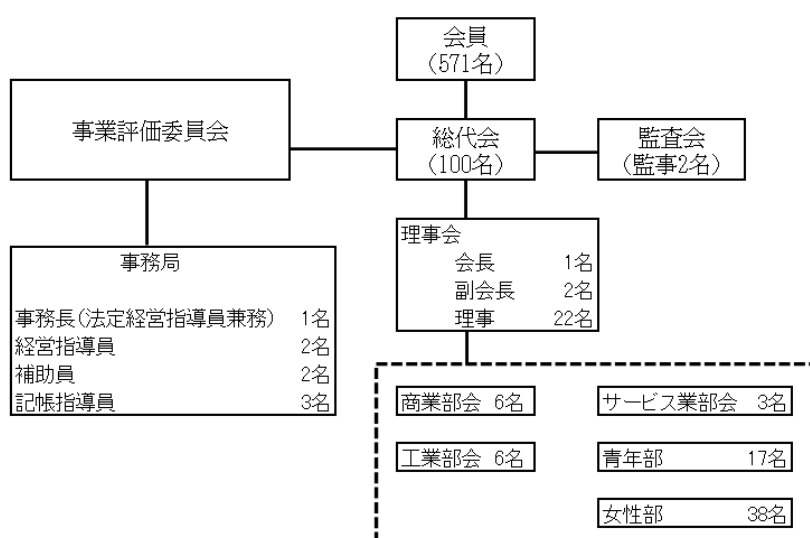 会員
(571名)
事業評価委員会
総代会
(100名)
監査会
(監事2名)
理事会
会長 1名
副会長 2名
理事 22名
事務局
事務長(法定経営指導員兼務) 1名
経営指導員 2名
補助員 2名
記帳指導員 3名
商業部会 6名
サービス業部会 3名
工業部会 6名
青年部 17名
女性部 38名